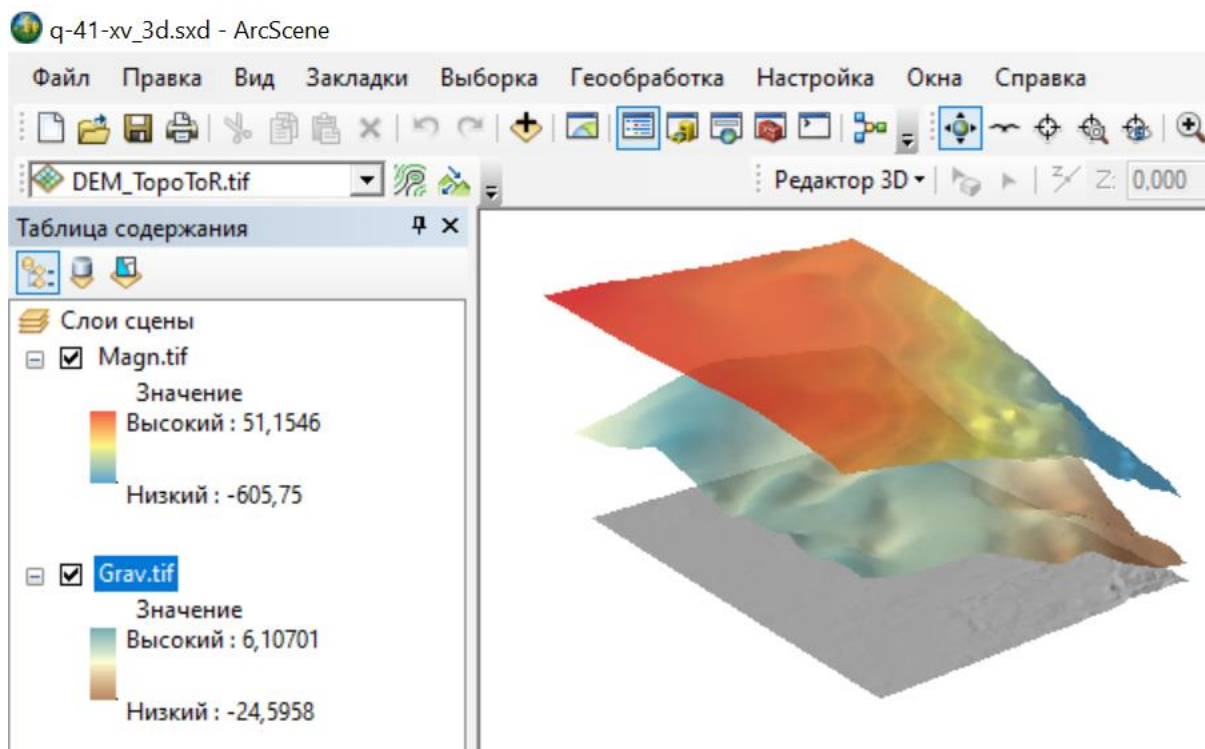 q-41-xv_3d.sxd - ArcScene
Файл Правка Вид Закладки Выборка Геообработка Настройка Окна Справка
DEM_TopoToR.tif Редактор 3D Z: 0,000
Таблица содержания
Слои сцены
Magn.tif
Значение
Высокий : 51,1546
Низкий : -605,75
Grav.tif
Значение
Высокий : 6,10701
Низкий : -24,5958